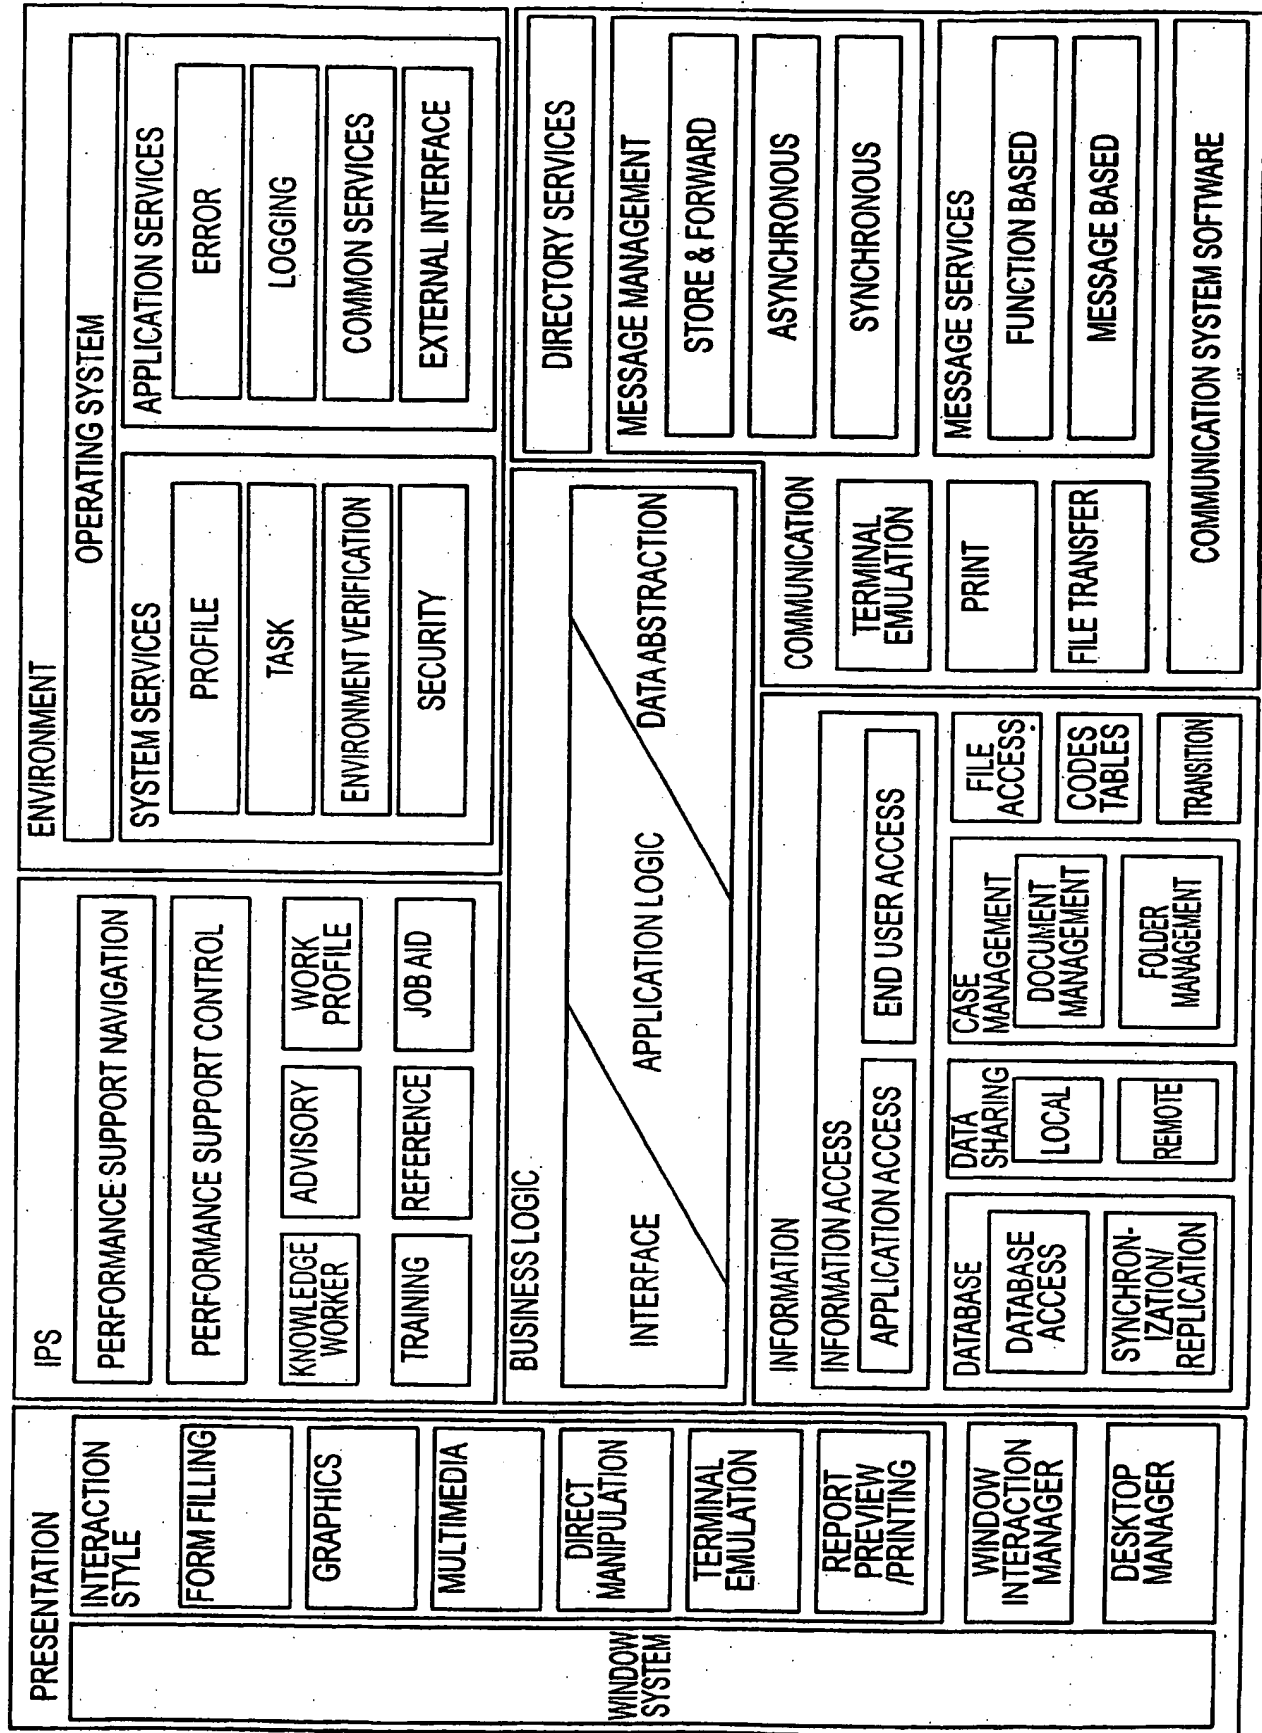 PRESENTATION
WINDOW
SYSTEM
INTERACTION
STYLE
FORM FILLING
GRAPHICS
MULTIMEDIA
DIRECT
MANIPULATION
TERMINAL
EMULATION
REPORT
PREVIEW
/PRINTING
WINDOW
INTERACTION
MANAGER
DESKTOP
MANAGER
IPS
PERFORMANCE SUPPORT NAVIGATION
PERFORMANCE SUPPORT CONTROL
KNOWLEDGE
WORKER
ADVISORY
WORK
PROFILE
TRAINING
REFERENCE
JOB AID
ENVIRONMENT
OPERATING SYSTEM
SYSTEM SERVICES
PROFILE
TASK
ENVIRONMENT VERIFICATION
SECURITY
APPLICATION SERVICES
ERROR
LOGGING
COMMON SERVICES
EXTERNAL INTERFACE
BUSINESS LOGIC
INTERFACE
APPLICATION LOGIC
DATA ABSTRACTION
INFORMATION
INFORMATION ACCESS
APPLICATION ACCESS
END USER ACCESS
DATABASE
DATABASE
ACCESS
SYNCHRON-
IZATION/
REPLICATION
DATA
SHARING
LOCAL
REMOTE
CASE
MANAGEMENT
DOCUMENT
MANAGEMENT
FOLDER
MANAGEMENT
FILE
ACCESS
CODES
TABLES
TRANSITION
COMMUNICATION
TERMINAL
EMULATION
PRINT
FILE TRANSFER
DIRECTORY SERVICES
MESSAGE MANAGEMENT
STORE & FORWARD
ASYNCHRONOUS
SYNCHRONOUS
MESSAGE SERVICES
FUNCTION BASED
MESSAGE BASED
COMMUNICATION SYSTEM SOFTWARE